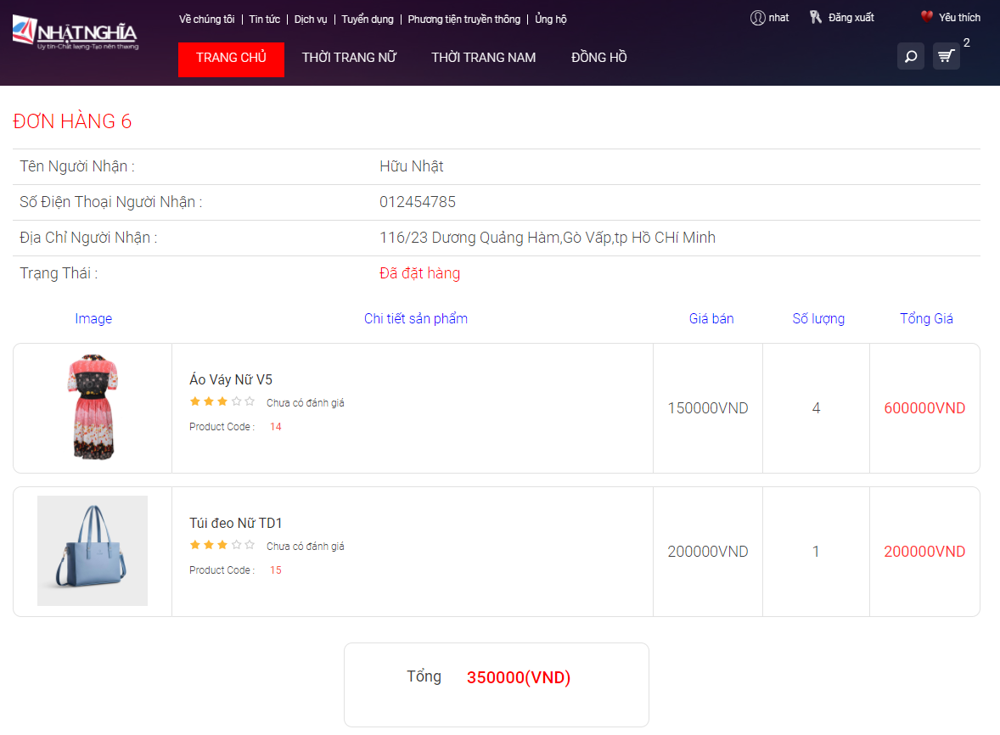 NHẬTNGHĨA
Uy tín-Chất lượng-Tạo nên thương
Về chúng tôi | Tin tức | Dịch vụ | Tuyển dụng | Phương tiện truyền thông | Ủng hộ
nhat Đăng xuất Yêu thích
TRANG CHỦ THỜI TRANG NỮ THỜI TRANG NAM ĐỒNG HỒ
2
ĐƠN HÀNG 6
Tên Người Nhận : Hữu Nhật
Số Điện Thoại Người Nhận : 012454785
Địa Chỉ Người Nhận : 116/23 Dương Quảng Hàm,Gò Vấp,tp Hồ CHí Minh
Trạng Thái : Đã đặt hàng
Image Chi tiết sản phẩm Giá bán Số lượng Tổng Giá
Áo Váy Nữ V5
Chưa có đánh giá
Product Code : 14
150000VND 4 600000VND
Túi đeo Nữ TD1
Chưa có đánh giá
Product Code : 15
200000VND 1 200000VND
Tổng 350000(VND)